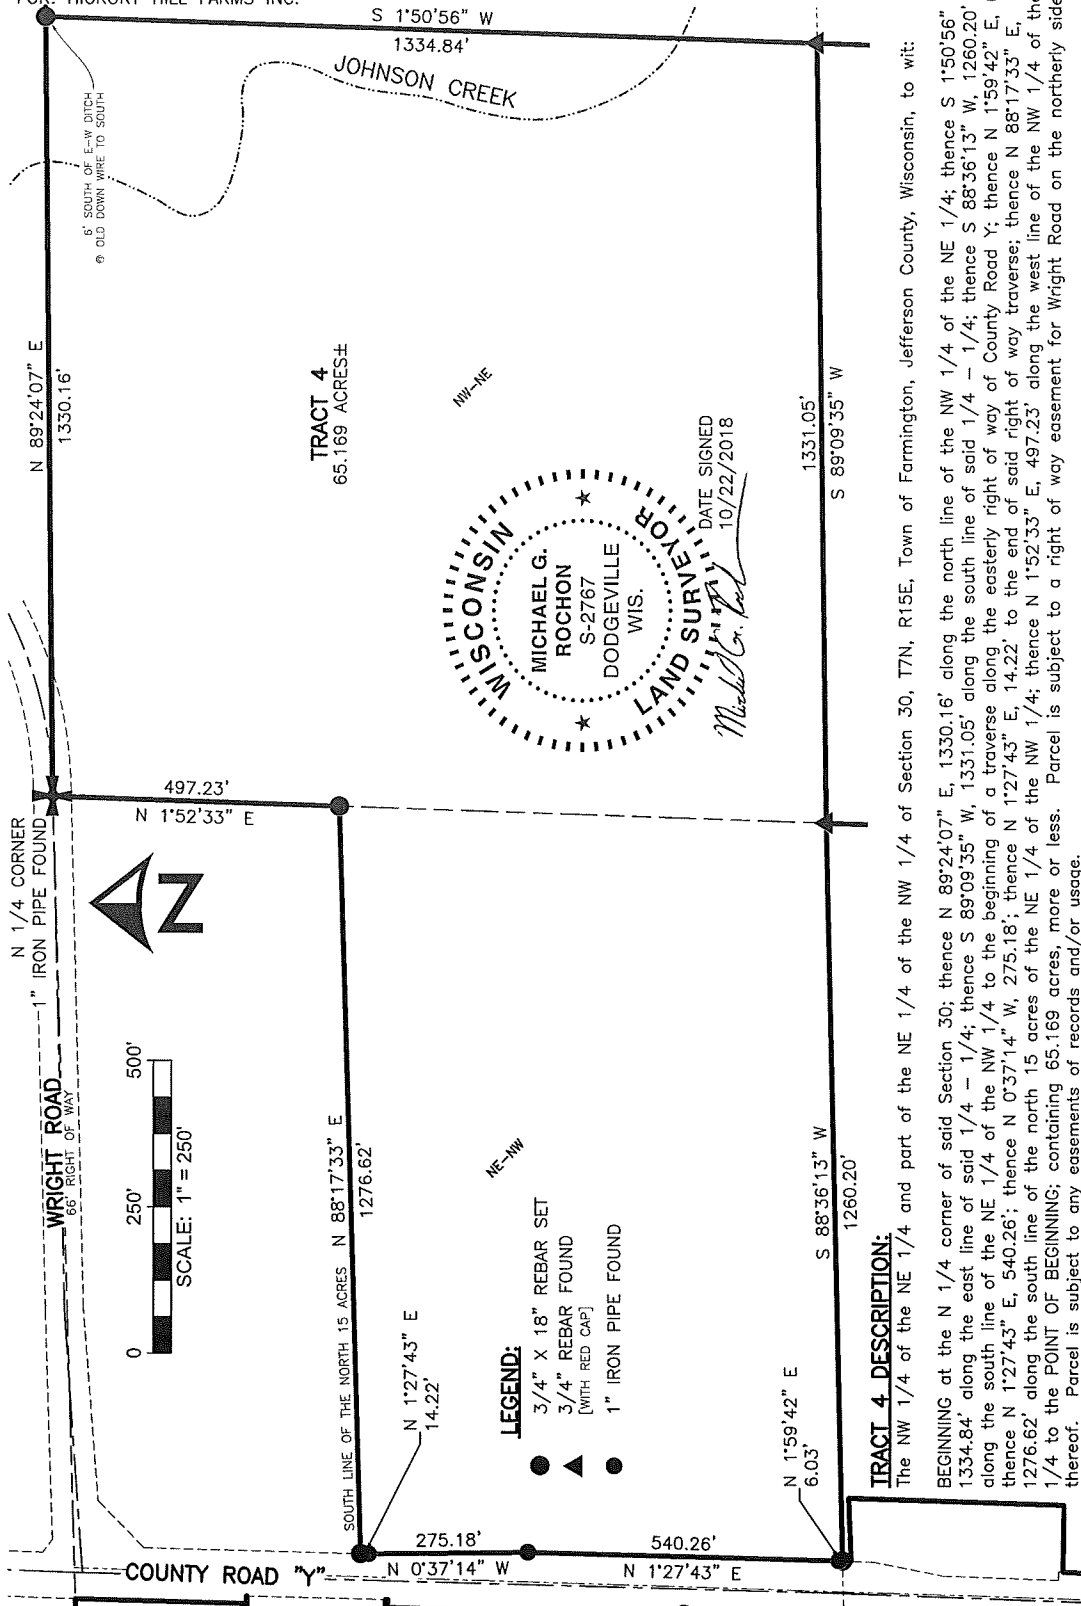 S 1°50'56" W
1334.84'
JOHNSON CREEK
6' SOUTH OF E-W DITCH
@ OLD DOWN WIRE TO SOUTH
N 89°24'07" E
1330.16'
TRACT 4
65.169 ACRES±
NW-NE
WISCONSIN
MICHAEL G.
ROCHON
S-2767
DODGEVILLE
WIS.
LAND SURVEYOR
DATE SIGNED
10/22/2018
1331.05'
S 89°09'35" W
N 1/4 CORNER
1" IRON PIPE FOUND
497.23'
N 1°52'33" E
N
WRIGHT ROAD
66' RIGHT OF WAY
0 250' 500'
SCALE: 1" = 250'
SOUTH LINE OF THE NORTH 15 ACRES N 88°17'33" E
1276.62'
NE-NW
N 1°27'43" E
14.22'
LEGEND:
3/4" X 18" REBAR SET
3/4" REBAR FOUND
[WITH RED CAP]
1" IRON PIPE FOUND
S 88°36'13" W
1260.20'
N 1°59'42" E
6.03'
275.18'
N 0°37'14" W
540.26'
N 1°27'43" E
COUNTY ROAD "Y"
TRACT 4 DESCRIPTION:
The NW 1/4 of the NE 1/4 and part of the NE 1/4 of the NW 1/4 of Section 30, T7N, R15E, Town of Farmington, Jefferson County, Wisconsin, to wit:
BEGINNING at the N 1/4 corner of said Section 30; thence N 89°24'07" E, 1330.16' along the north line of the NW 1/4 of the NE 1/4; thence S 1°50'56"
1334.84' along the east line of said 1/4 - 1/4; thence S 89°09'35" W, 1331.05' along the south line of said 1/4 - 1/4; thence S 88°36'13" W, 1260.20'
along the south line of the NE 1/4 of the NW 1/4 to the beginning of a traverse along the easterly right of way of County Road Y; thence N 1°59'42" E,
thence N 1°27'43" E, 540.26'; thence N 0°37'14" W, 275.18'; thence N 1°27'43" E, 14.22' to the end of said right of way traverse; thence N 88°17'33" E,
1276.62' along the south line of the north 15 acres of the NE 1/4 of the NW 1/4; thence N 1°52'33" E, 497.23' along the west line of the NW 1/4 of the
1/4 to the POINT OF BEGINNING; containing 65.169 acres, more or less. Parcel is subject to a right of way easement for Wright Road on the northerly side
thereof. Parcel is subject to any easements of records and/or usage.